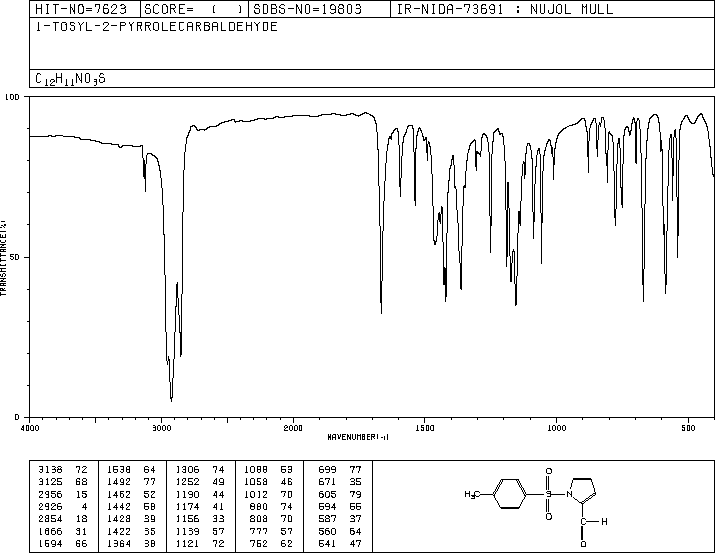 HIT-NO=7623 SCORE= ( ) SDBS-NO=19803 IR-NIDA-73691 : NUJOL MULL
1-TOSYL-2-PYRROLECARBALDEHYDE
C12H11NO3S
100
50
0
TRANSMITTANCE(%)
4000 3000 2000 1500 1000 500
WAVENUMBER(-1)
3138 72 1538 64 1306 74 1088 53 699 77
3125 68 1492 77 1252 49 1058 46 671 35
2956 15 1462 52 1190 44 1012 70 605 79
2926 4 1442 58 1174 41 880 74 594 55
2854 18 1428 39 1156 33 808 70 587 37
1666 31 1422 35 1139 57 777 57 560 64
1594 66 1364 38 1121 72 752 62 541 47
H3C
O
S
N
O
C
H
O